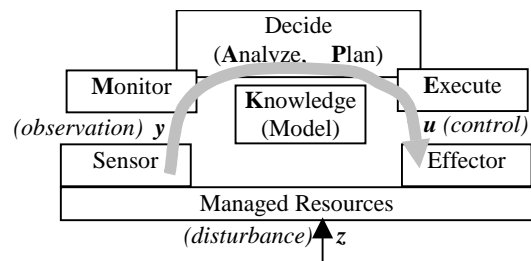 Decide
(Analyze, Plan)
Monitor
Execute
Knowledge
(Model)
(observation) y
u (control)
Sensor
Effector
Managed Resources
(disturbance) z